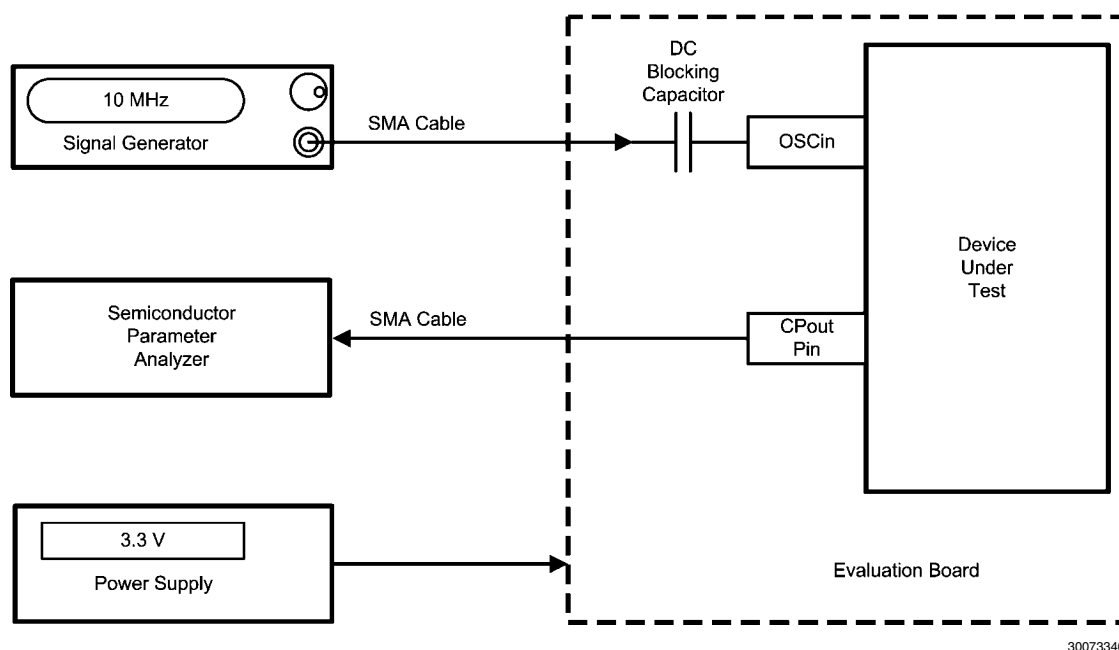 10 MHz
Signal Generator
SMA Cable
DC
Blocking
Capacitor
OSCin
Device
Under
Test
Semiconductor
Parameter
Analyzer
SMA Cable
CPout
Pin
3.3 V
Power Supply
Evaluation Board